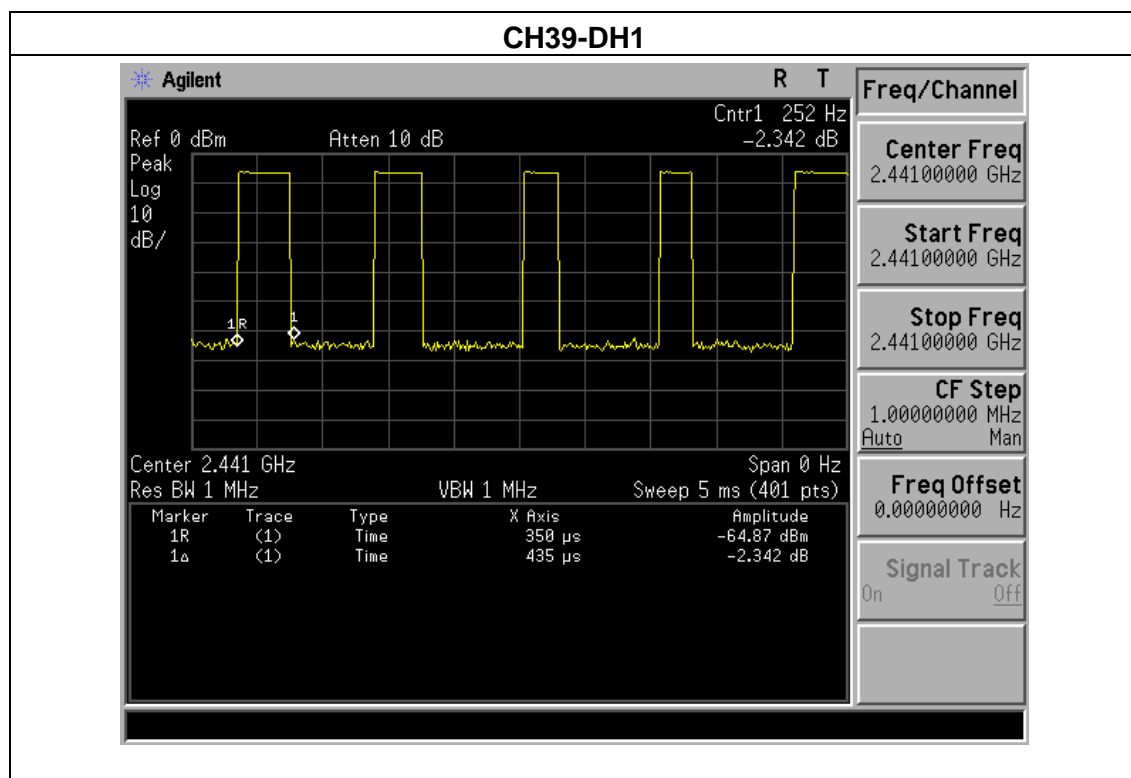 CH39-DH1
Agilent R T
Freq/Channel
Cntr1 252 Hz
Ref 0 dBm Atten 10 dB -2.342 dB
Peak
Log
10
dB/
1R
1
Center 2.441 GHz Span 0 Hz
Res BW 1 MHz VBW 1 MHz Sweep 5 ms (401 pts)
Marker Trace Type X Axis Amplitude
1R (1) Time 350 µs -64.87 dBm
1Δ (1) Time 435 µs -2.342 dB
Center Freq
2.44100000 GHz
Start Freq
2.44100000 GHz
Stop Freq
2.44100000 GHz
CF Step
1.00000000 MHz
Auto Man
Freq Offset
0.00000000 Hz
Signal Track
On Off